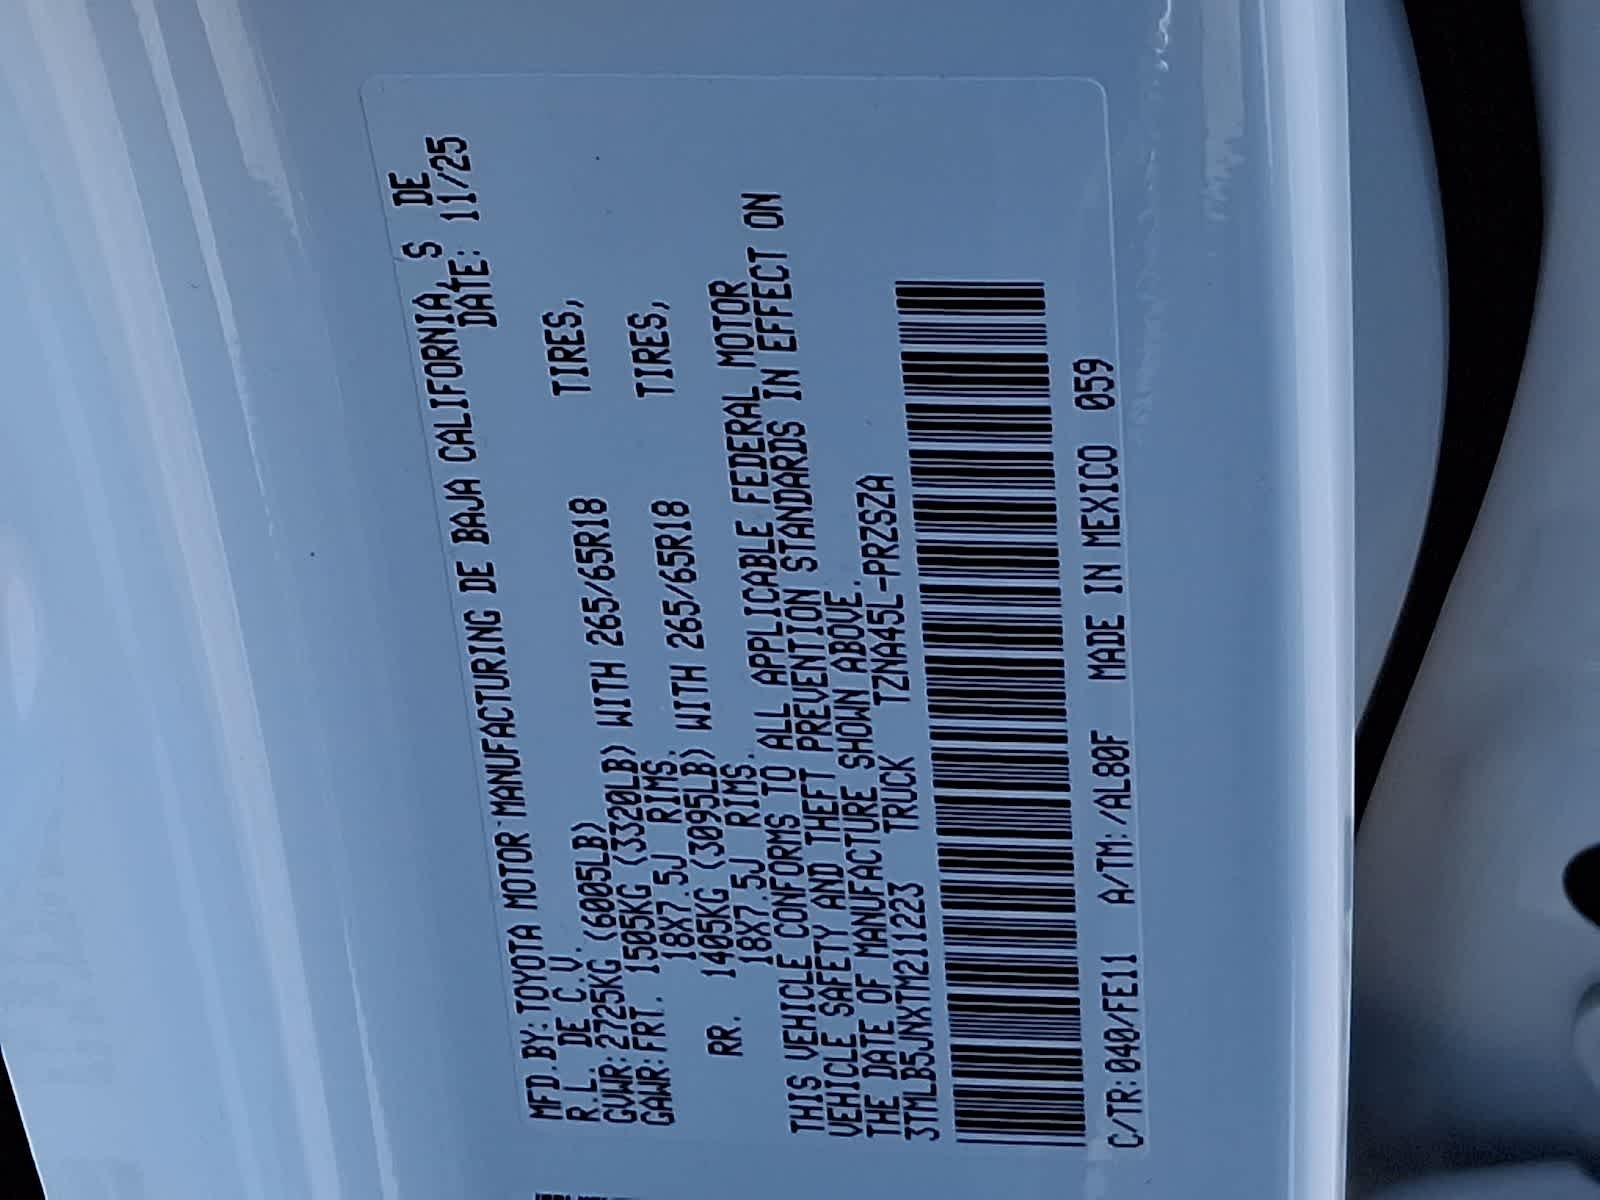 MFD.BY:TOYOTA MOTOR MANUFACTURING DE BAJA CALIFORNIA, S DE
R.L. DE C.V. DATE: 11/25
GVWR:2725KG (6005LB)
GAWR:FRT. 1505KG (3320LB) WITH 265/65R18 TIRES,
18X7.5J RIMS.
RR. 1405KG (3095LB) WITH 265/65R18 TIRES,
18X7.5J RIMS.
THIS VEHICLE CONFORMS TO ALL APPLICABLE FEDERAL MOTOR
VEHICLE SAFETY AND THEFT PREVENTION STANDARDS IN EFFECT ON
THE DATE OF MANUFACTURE SHOWN ABOVE.
3TMLB5JNXTM211223 TRUCK TZNA45L-PRZSZA
C/TR:040/FE11 A/TM:/AL80F MADE IN MEXICO 059